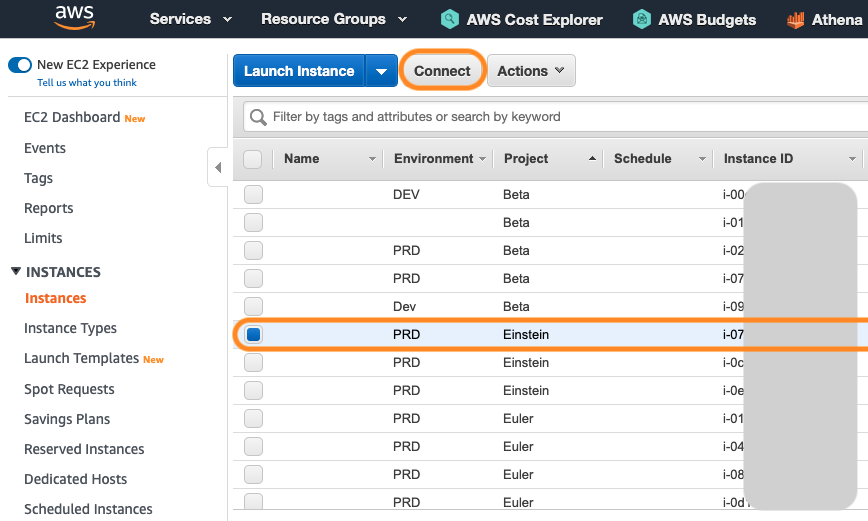 aws Services Resource Groups AWS Cost Explorer AWS Budgets Athena
New EC2 Experience
Tell us what you think
EC2 Dashboard New
Events
Tags
Reports
Limits
INSTANCES
Instances
Instance Types
Launch Templates New
Spot Requests
Savings Plans
Reserved Instances
Dedicated Hosts
Scheduled Instances
Launch Instance Connect Actions
Filter by tags and attributes or search by keyword
Name Environment Project Schedule Instance ID
DEV Beta i-00
Beta i-01
PRD Beta i-02
PRD Beta i-07
Dev Beta i-09
PRD Einstein i-07
PRD Einstein i-0c
PRD Einstein i-0e
PRD Euler i-01
PRD Euler i-04
PRD Euler i-08
PRD Euler i-0d